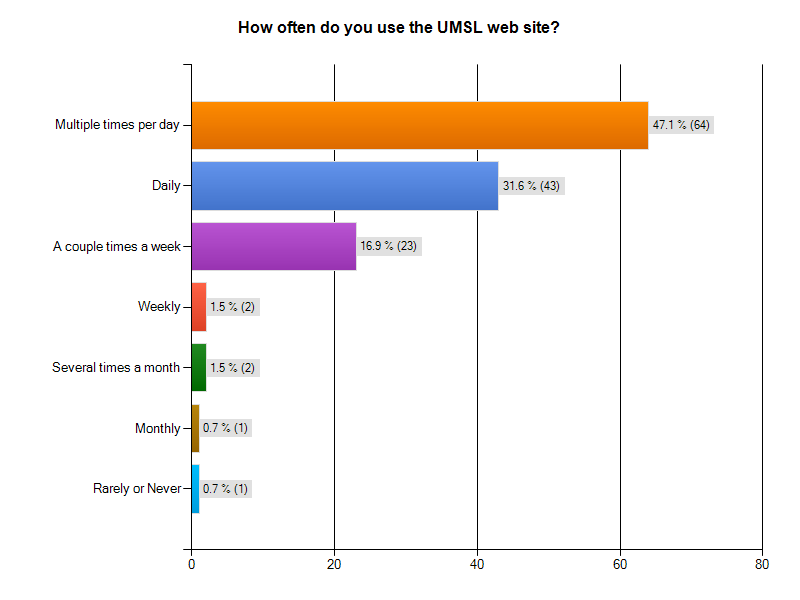 How often do you use the UMSL web site?
Multiple times per day 47.1 % (64)
Daily 31.6 % (43)
A couple times a week 16.9 % (23)
Weekly 1.5 % (2)
Several times a month 1.5 % (2)
Monthly 0.7 % (1)
Rarely or Never 0.7 % (1)
0 20 40 60 80